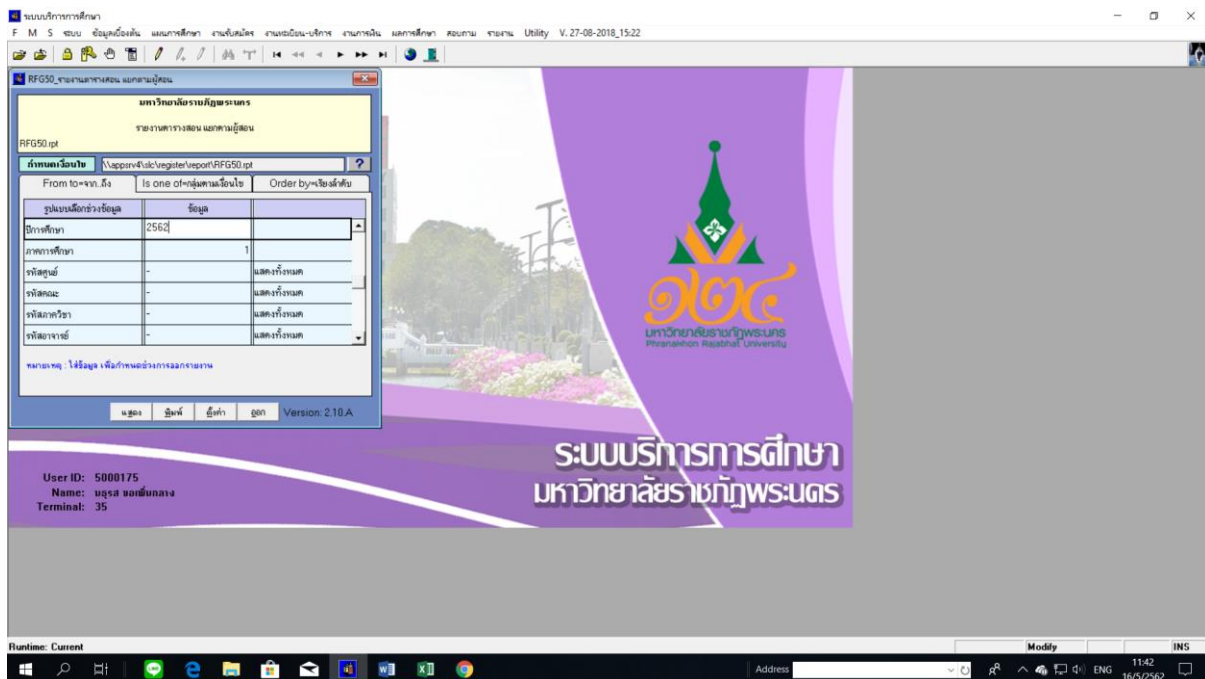 ระบบบริการการศึกษา
F M S ระบบ ข้อมูลเบื้องต้น แผนการศึกษา งานรับสมัคร งานทะเบียน-บริการ งานการเงิน ผลการศึกษา สอบถาม รายงาน Utility V. 27-08-2018_15:22
RFG50_รายงานตารางสอน แยกตามผู้สอน
มหาวิทยาลัยราชภัฏพระนคร
รายงานตารางสอน แยกตามผู้สอน
RFG50.rpt
กำหนดเงื่อนไข \\appsrv4\slc\register\report\RFG50.rpt ?
From to=จาก..ถึง Is one of=กลุ่มตามเงื่อนไข Order by=เรียงลำดับ
รูปแบบเลือกช่วงข้อมูล ข้อมูล
ปีการศึกษา 2562
ภาคการศึกษา 1
รหัสศูนย์ - แสดงทั้งหมด
รหัสคณะ - แสดงทั้งหมด
รหัสภาควิชา - แสดงทั้งหมด
รหัสอาจารย์ - แสดงทั้งหมด
หมายเหตุ : ใส่ข้อมูล เพื่อกำหนดช่วงการออกรายงาน
แสดง พิมพ์ ตั้งค่า ออก Version: 2.10.A
๑๒๔
มหาวิทยาลัยราชภัฏพระนคร
Phranakhon Rajabhat University
ระบบบริการการศึกษา
มหาวิทยาลัยราชภัฏพระนคร
User ID: 5000175
Name:
Terminal: 35
Runtime: Current Modify INS
Address ENG 11:42
16/5/2562